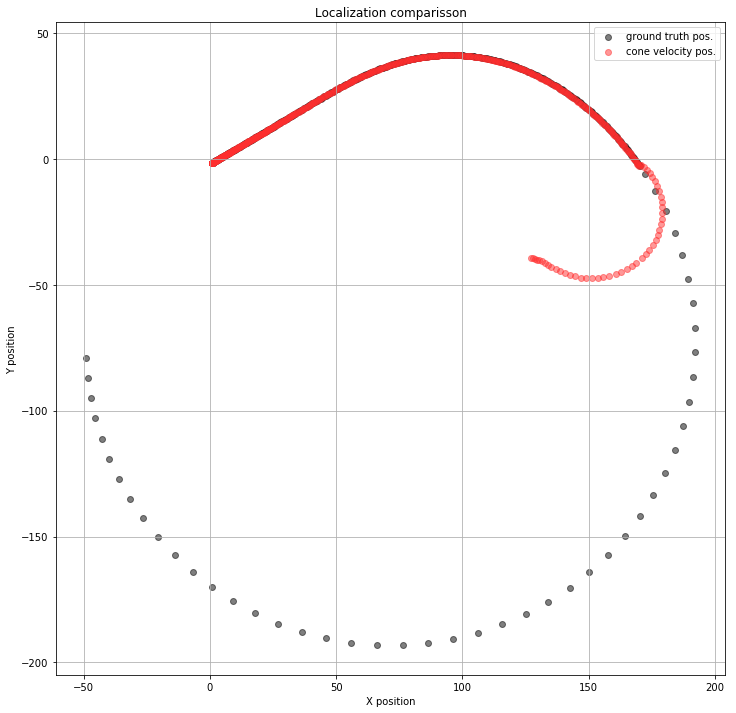 Localization comparisson
ground truth pos.
cone velocity pos.
50
0
−50
−100
−150
−200
Y position
−50
0
50
100
150
200
X position